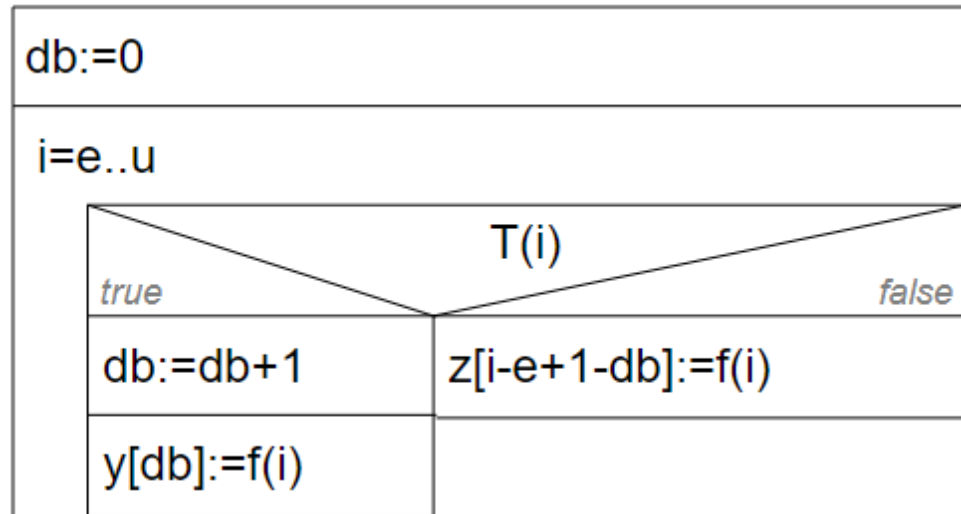 db:=0
i=e..u
T(i)
true
false
db:=db+1
z[i-e+1-db]:=f(i)
y[db]:=f(i)